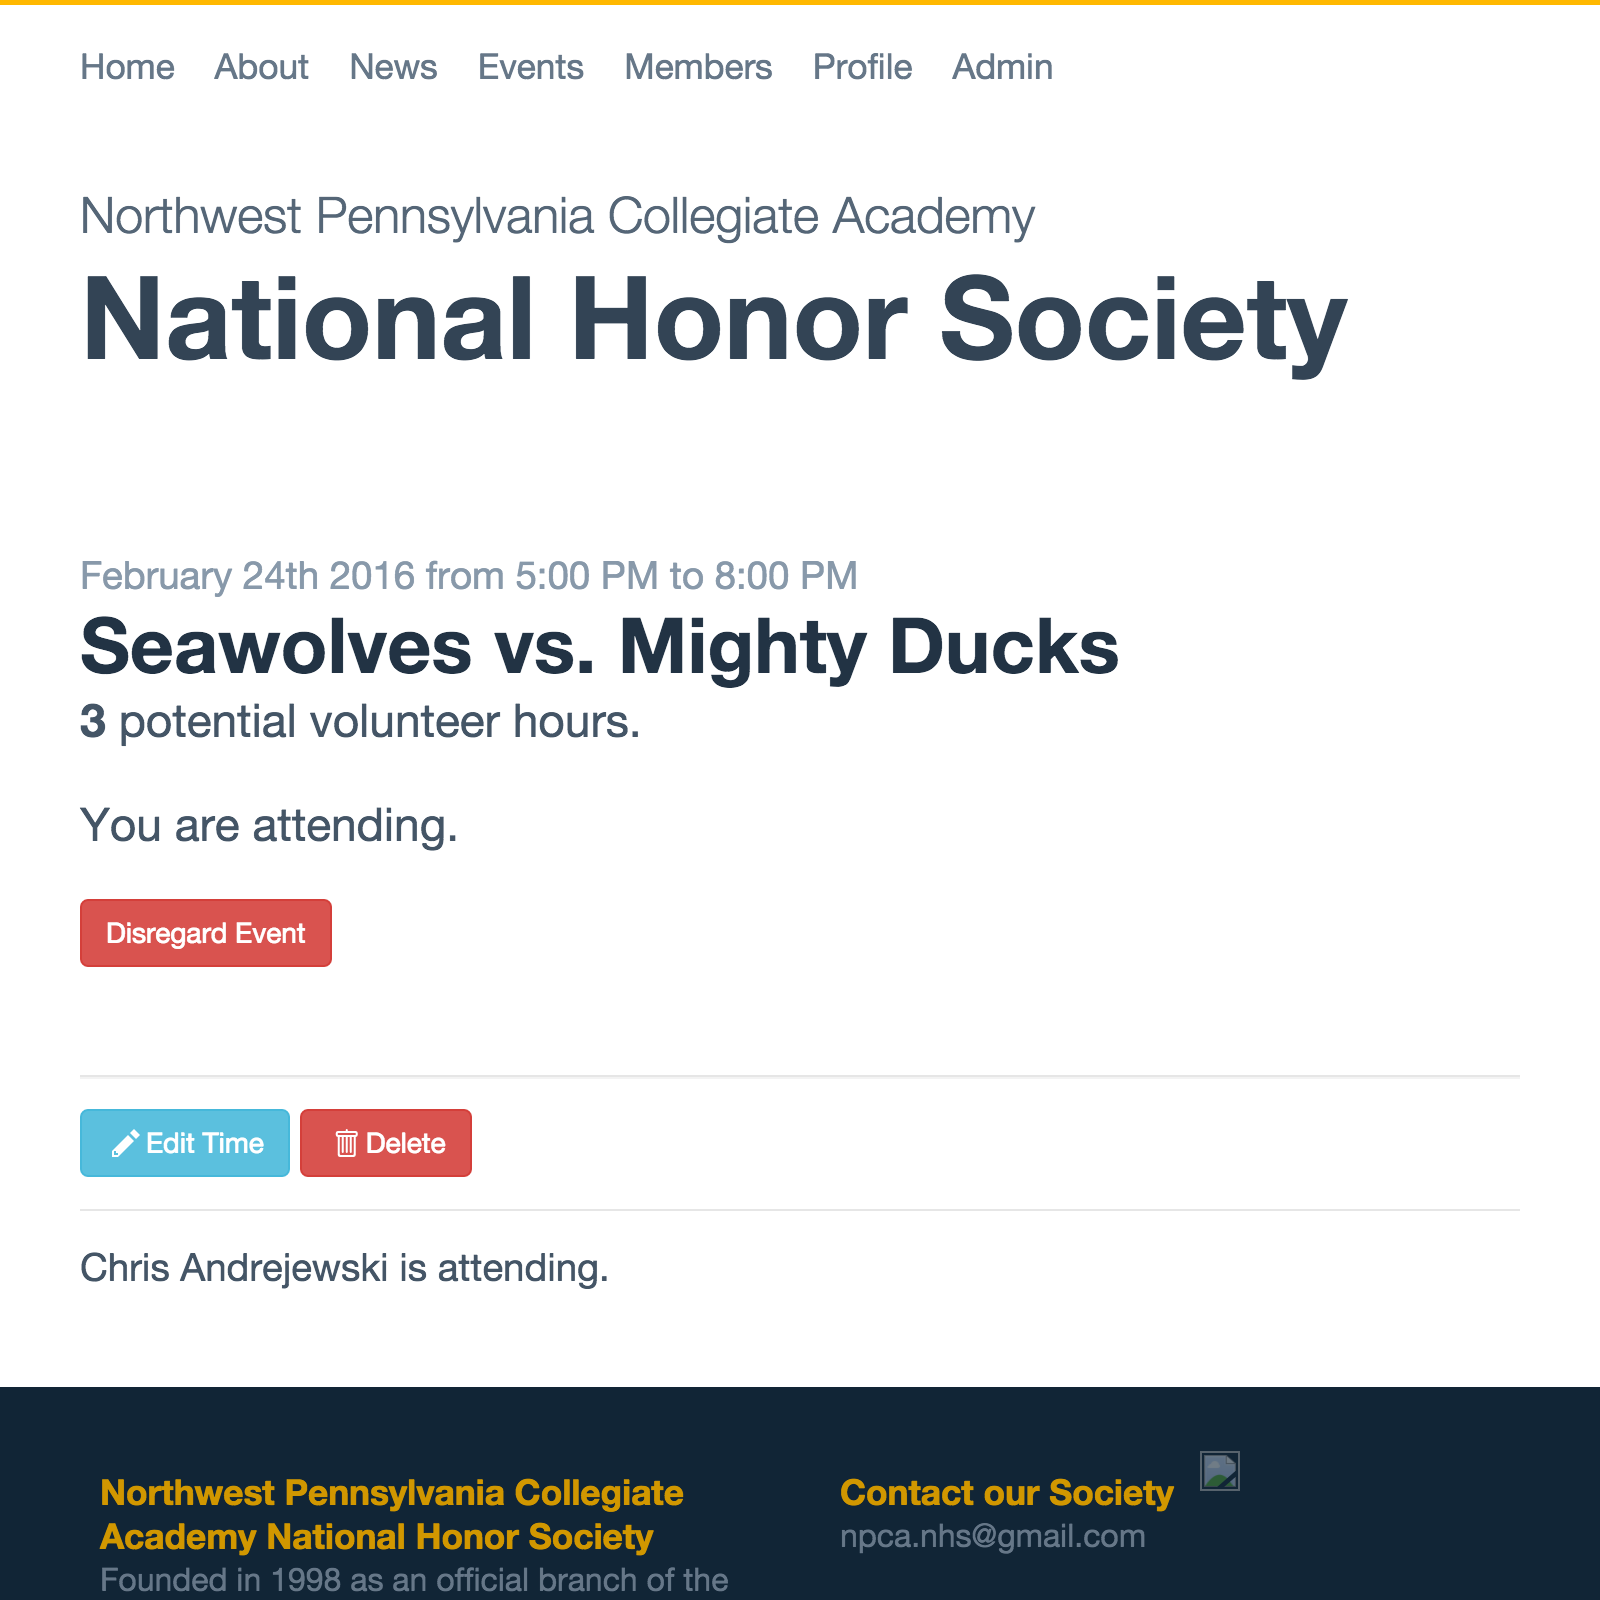 Home About News Events Members Profile Admin
Northwest Pennsylvania Collegiate Academy
National Honor Society
February 24th 2016 from 5:00 PM to 8:00 PM
Seawolves vs. Mighty Ducks
3 potential volunteer hours.
You are attending.
Disregard Event
Edit Time Delete
Chris Andrejewski is attending.
Northwest Pennsylvania Collegiate
Academy National Honor Society
Founded in 1998 as an official branch of the
Contact our Society
npca.nhs@gmail.com